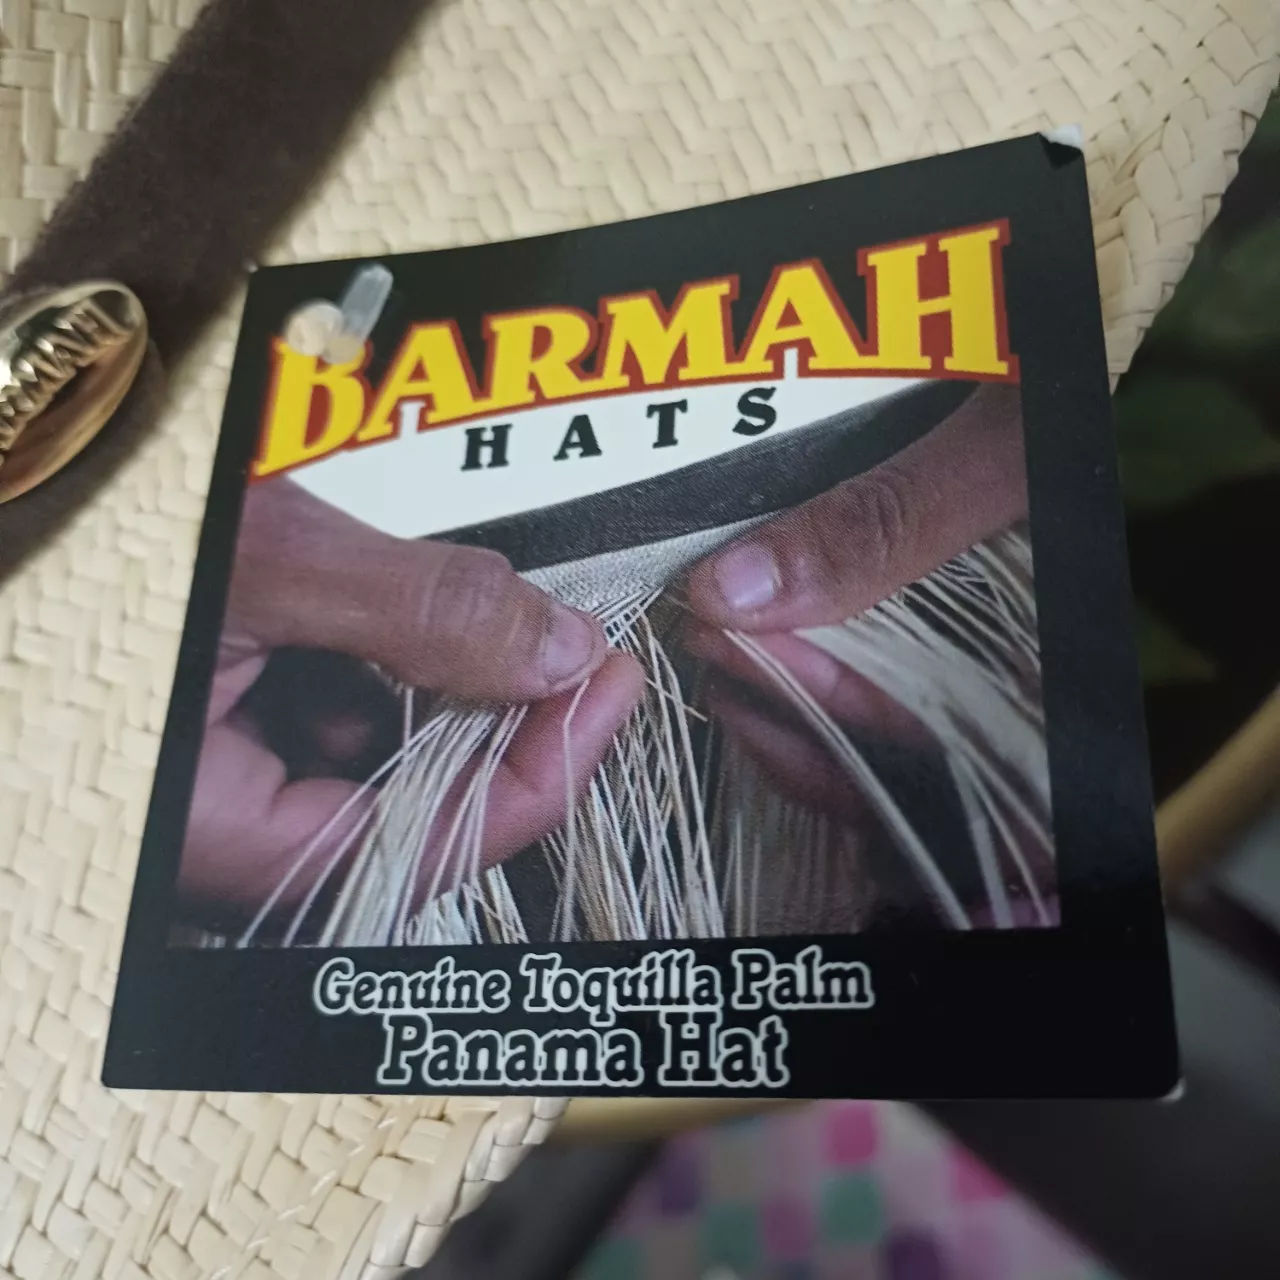 BARMAH
HATS
Genuine Toquilla Palm
Panama Hat